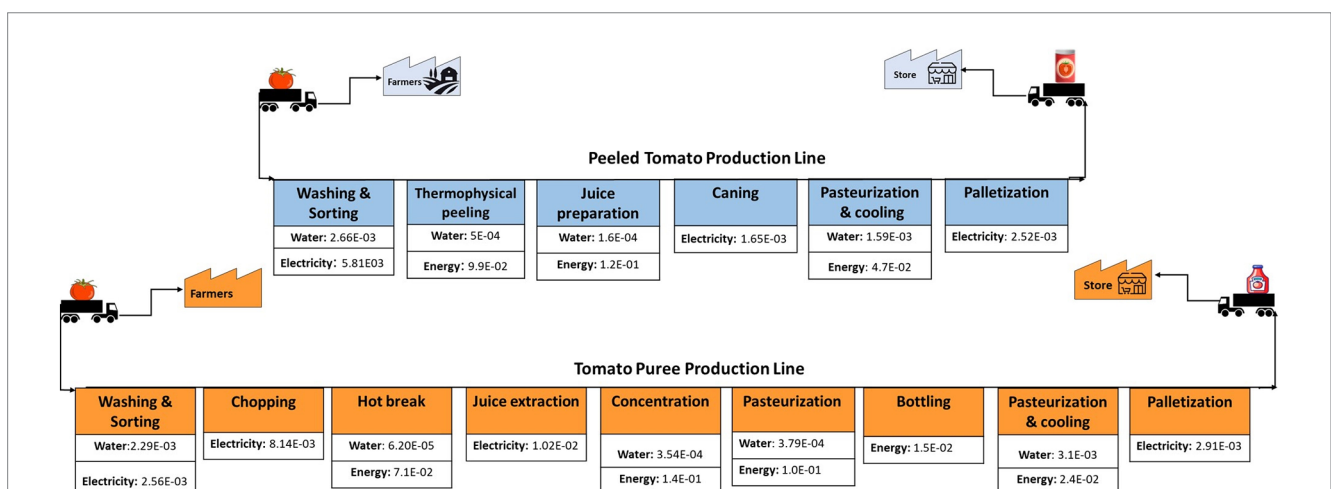 Farmers
Store
Peeled Tomato Production Line
Washing &
Sorting
Water: 2.66E-03
Electricity: 5.81E03
Thermophysical
peeling
Water: 5E-04
Energy: 9.9E-02
Juice
preparation
Water: 1.6E-04
Energy: 1.2E-01
Caning
Electricity: 1.65E-03
Pasteurization
& cooling
Water: 1.59E-03
Energy: 4.7E-02
Palletization
Electricity: 2.52E-03
Farmers
Store
Tomato Puree Production Line
Washing &
Sorting
Water:2.29E-03
Electricity: 2.56E-03
Chopping
Electricity: 8.14E-03
Hot break
Water: 6.20E-05
Energy: 7.1E-02
Juice extraction
Electricity: 1.02E-02
Concentration
Water: 3.54E-04
Energy: 1.4E-01
Pasteurization
Water: 3.79E-04
Energy: 1.0E-01
Bottling
Energy: 1.5E-02
Pasteurization
& cooling
Water: 3.1E-03
Energy: 2.4E-02
Palletization
Electricity: 2.91E-03